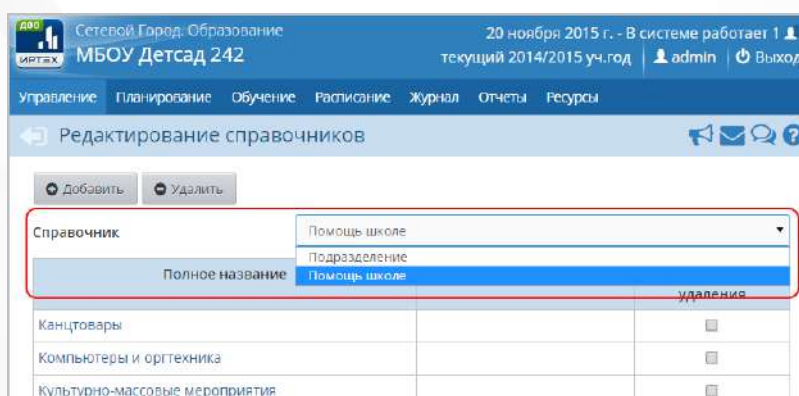 ДОО
ИРТЕХ
Сетевой Город. Образование
МБОУ Детсад 242
20 ноября 2015 г. - В системе работает 1
текущий 2014/2015 уч.год admin Выход
Управление Планирование Обучение Расписание Журнал Отчеты Ресурсы
Редактирование справочников
Добавить Удалить
Справочник Помощь школе
Подразделение
Полное название Помощь школе
удаления
Канцтовары
Компьютеры и оргтехника
Культурно-массовые мероприятия